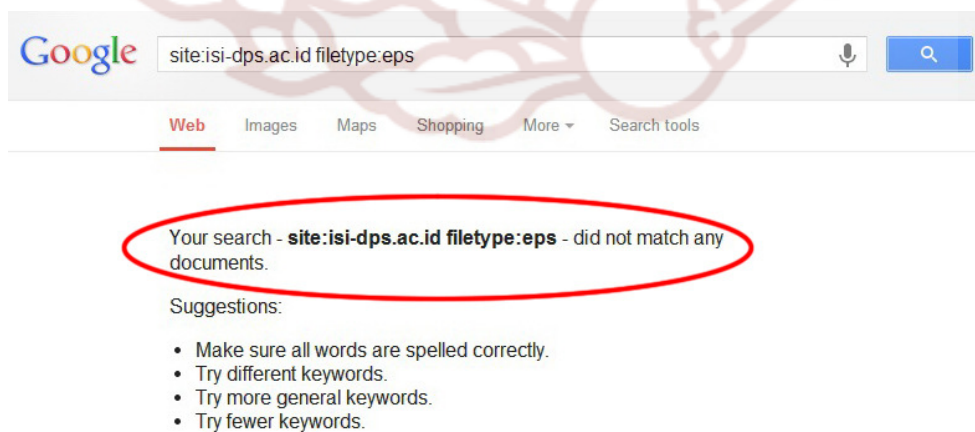 Google site:isi-dps.ac.id filetype:eps
Web Images Maps Shopping More Search tools
Your search - site:isi-dps.ac.id filetype:eps - did not match any
documents.
Suggestions:
• Make sure all words are spelled correctly.
• Try different keywords.
• Try more general keywords.
• Try fewer keywords.